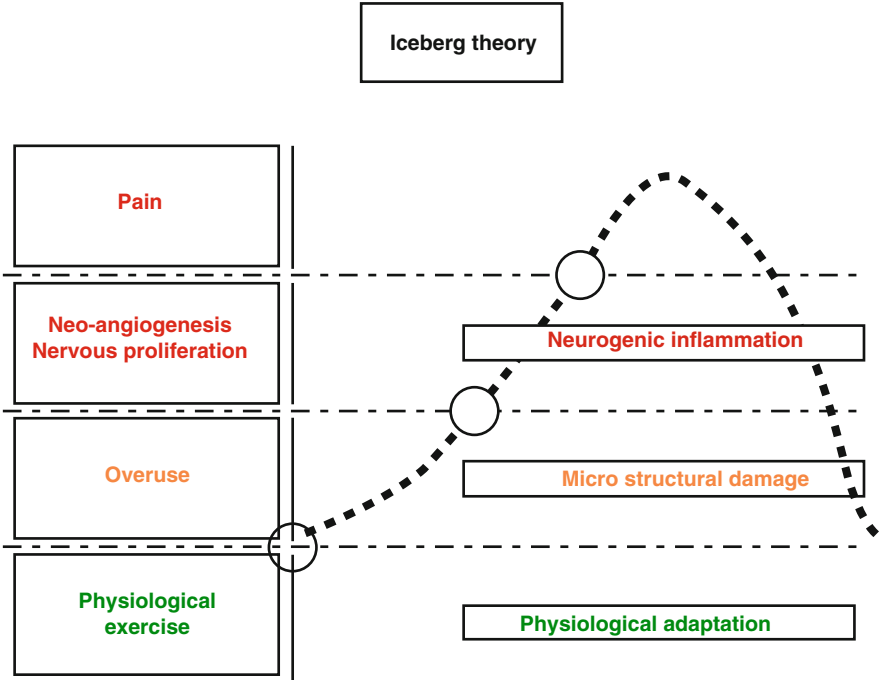 Iceberg theory
Pain
Neo-angiogenesis
Nervous proliferation
Neurogenic inflammation
Overuse
Micro structural damage
Physiological
exercise
Physiological adaptation